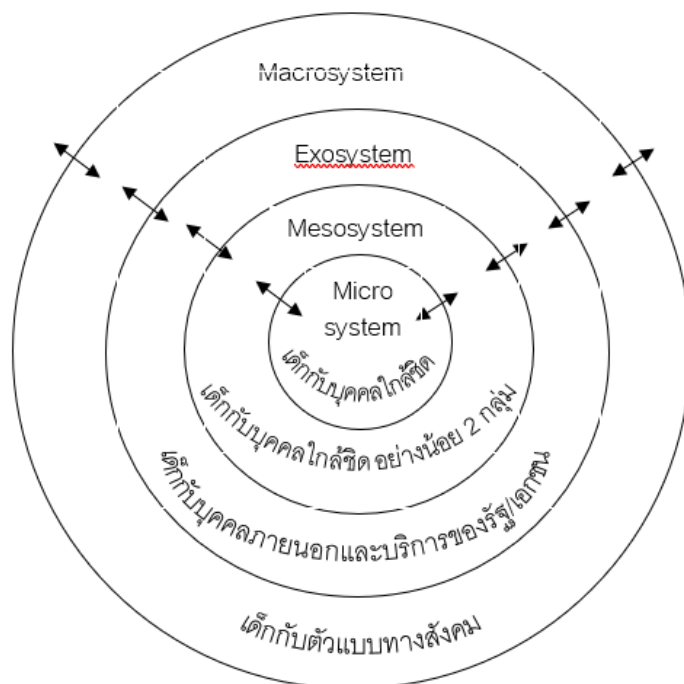 Macrosystem
Exosystem
Mesosystem
Micro
system
เด็กกับบุคคลใกล้ชิด
เด็กกับบุคคลใกล้ชิด อย่างน้อย 2 กลุ่ม
เด็กกับบุคคลภายนอกและบริการของรัฐ/เอกชน
เด็กกับตัวแบบทางสังคม